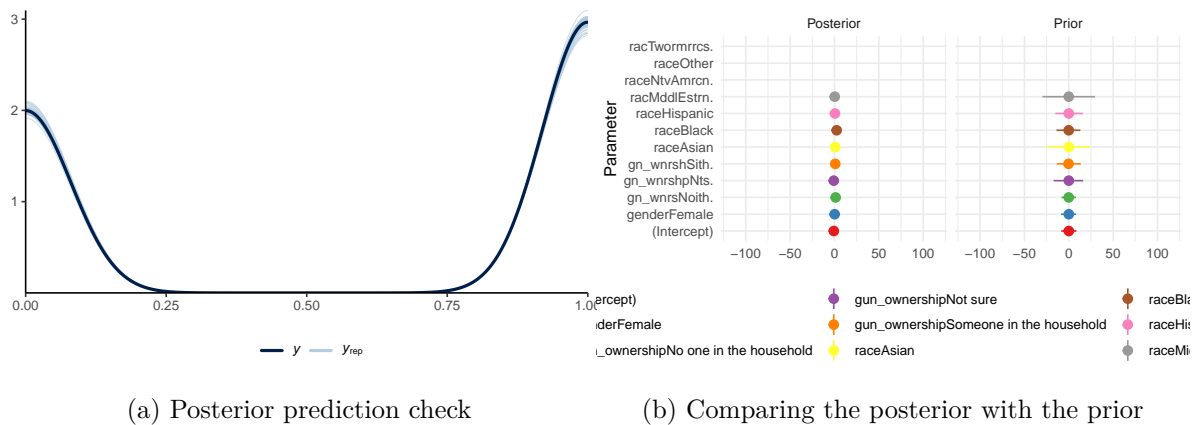 3
2
1
0.00 0.25 0.50 0.75 1.00
y yrep
(a) Posterior prediction check
Posterior Prior
Parameter
racTwormrrcs.
raceOther
raceNtvAmrcn.
racMddlEstrn.
raceHispanic
raceBlack
raceAsian
gn_wnrshSith.
gn_wnrshpNts.
gn_wnrsNoith.
genderFemale
(Intercept)
−100 −50 0 50 100 −100 −50 0 50 100
ercept) gun_ownershipNot sure raceBla
nderFemale gun_ownershipSomeone in the household raceHis
_ownershipNo one in the household raceAsian raceMi
(b) Comparing the posterior with the prior